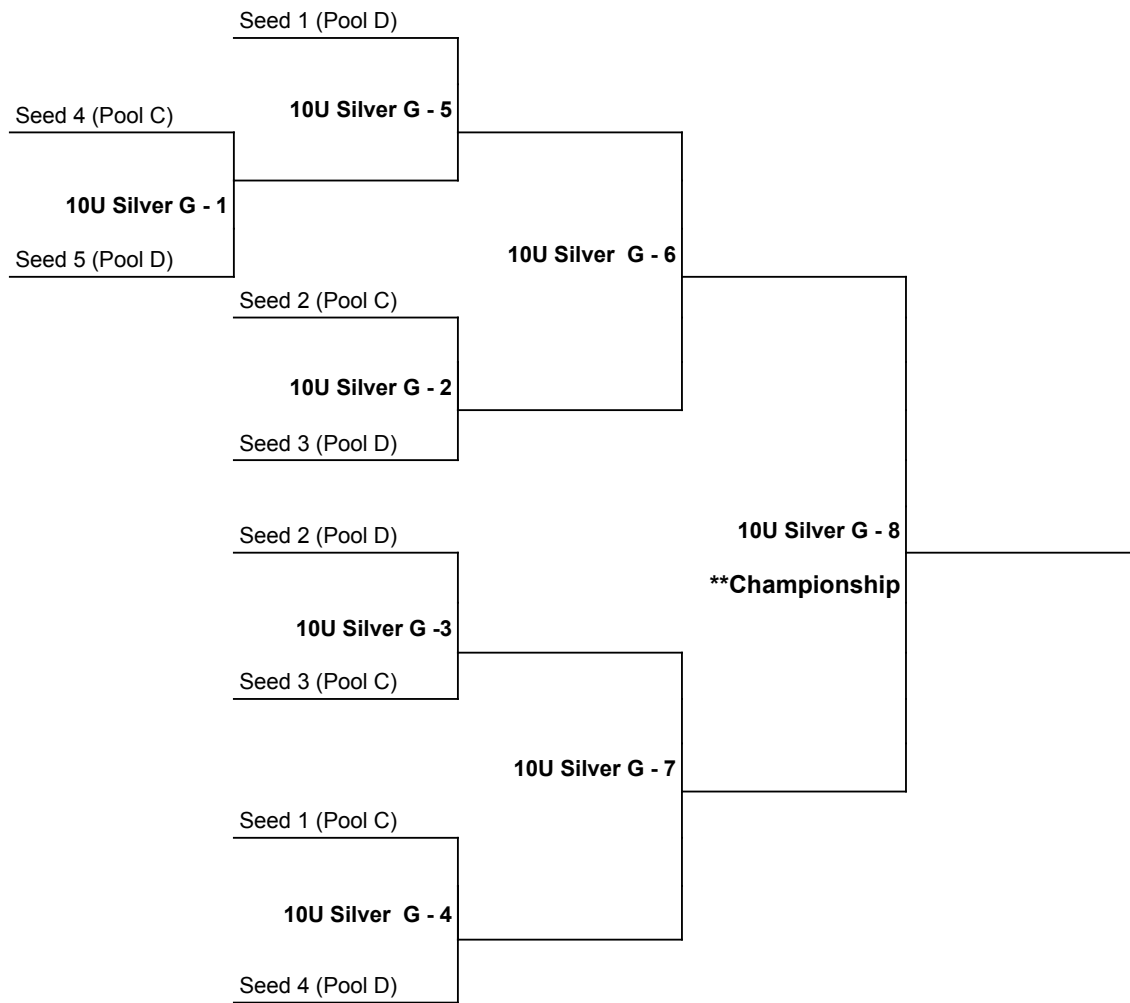 Seed 1 (Pool D)
10U Silver G - 5
Seed 4 (Pool C)
10U Silver G - 1
10U Silver  G - 6
Seed 5 (Pool D)
Seed 2 (Pool C)
10U Silver G - 2
Seed 3 (Pool D)
Seed 2 (Pool D)
10U Silver G - 8
**Championship
10U Silver G -3
Seed 3 (Pool C)
10U Silver G - 7
Seed 1 (Pool C)
10U Silver  G - 4
Seed 4 (Pool D)